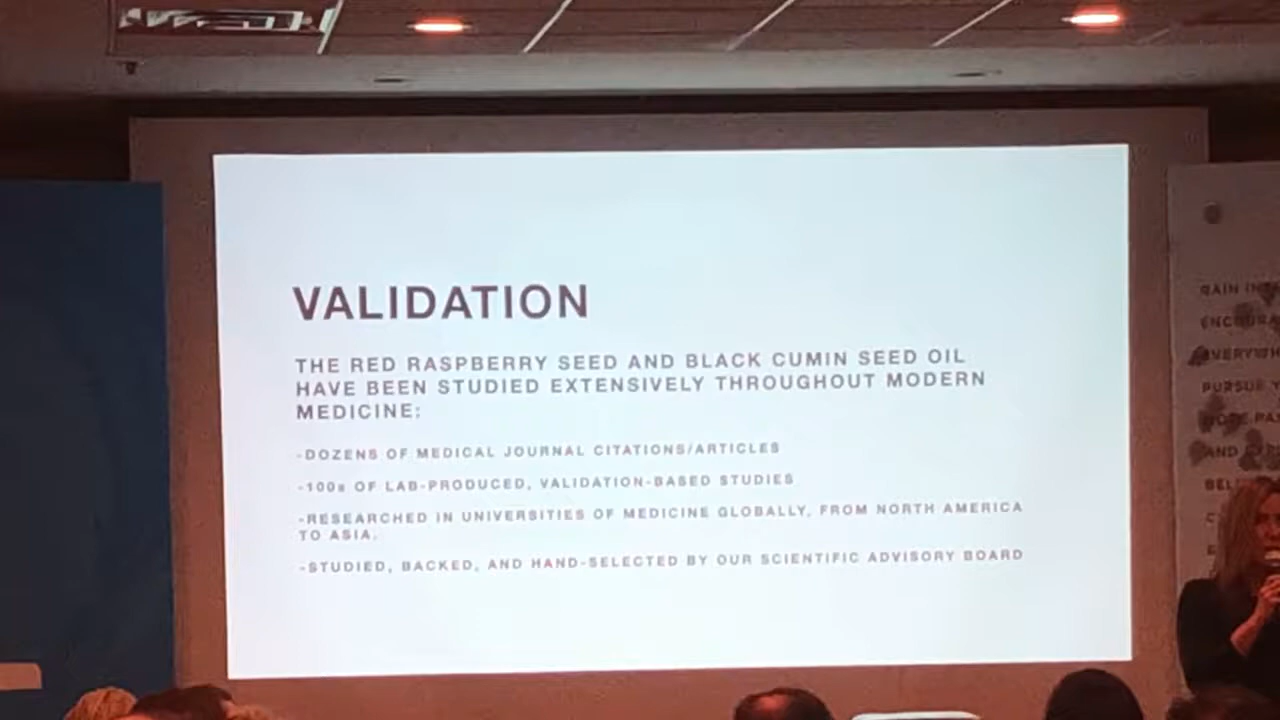 VALIDATION
THE RED RASPBERRY SEED AND BLACK CUMIN SEED OIL
HAVE BEEN STUDIED EXTENSIVELY THROUGHOUT MODERN
MEDICINE:
-DOZENS OF MEDICAL JOURNAL CITATIONS/ARTICLES
-100s OF LAB-PRODUCED, VALIDATION-BASED STUDIES
-RESEARCHED IN UNIVERSITIES OF MEDICINE GLOBALLY, FROM NORTH AMERICA
TO ASIA.
-STUDIED, BACKED, AND HAND-SELECTED BY OUR SCIENTIFIC ADVISORY BOARD
RAIN
PURSUE
AND